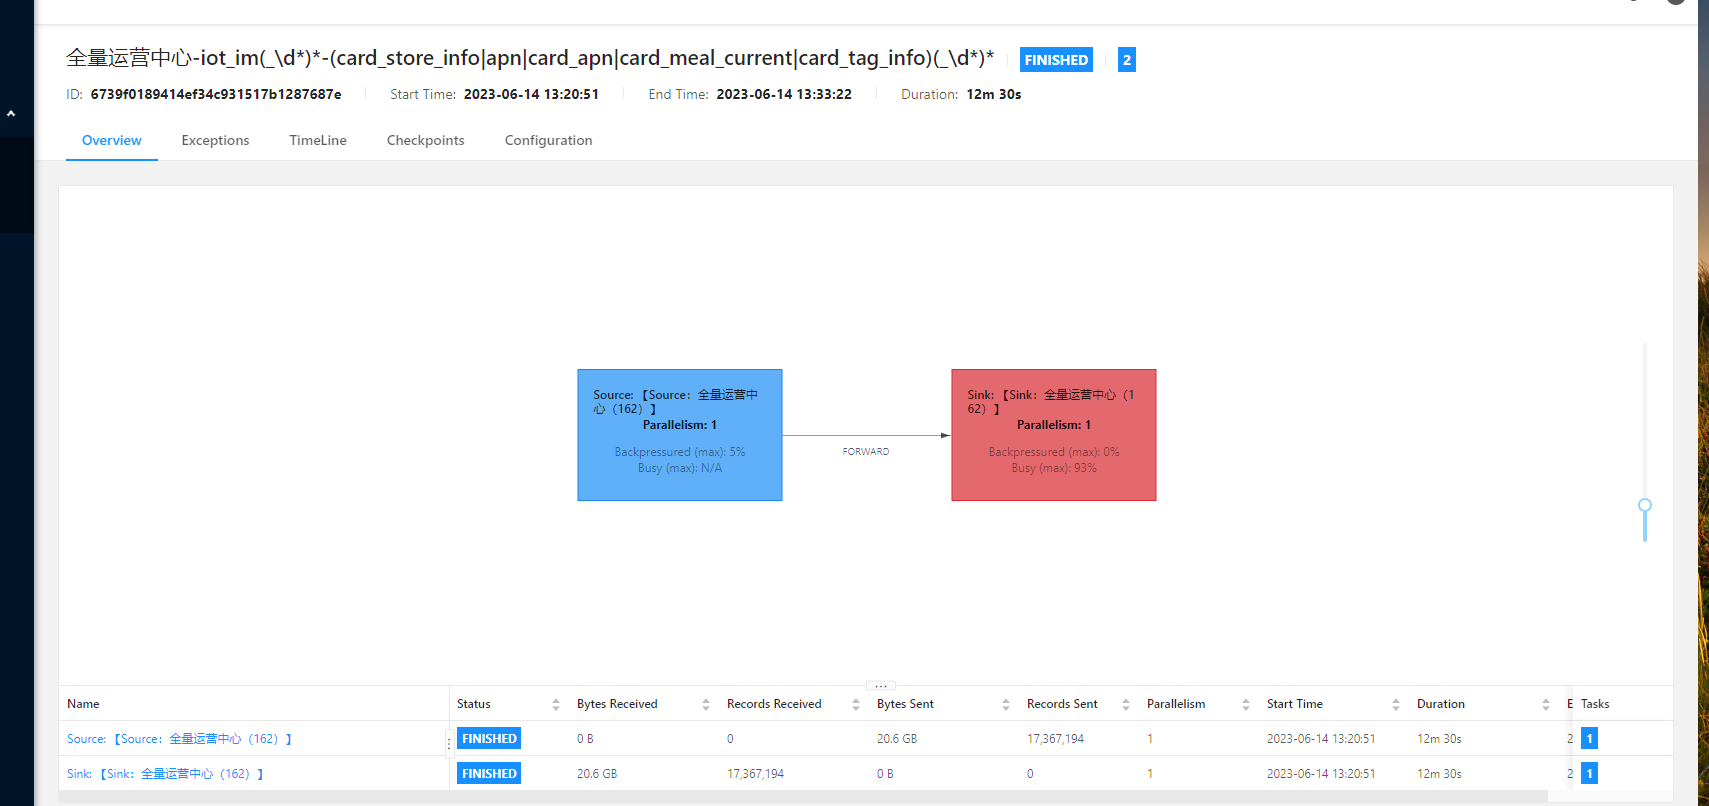 全量运营中心-iot_im(_\d*)*-(card_store_info|apn|card_apn|card_meal_current|card_tag_info)(_\d*)* FINISHED 2
ID: 6739f0189414ef34c931517b1287687e Start Time: 2023-06-14 13:20:51 End Time: 2023-06-14 13:33:22 Duration: 12m 30s
Overview Exceptions TimeLine Checkpoints Configuration
Source: 【Source：全量运营中
心（162）】
Parallelism: 1
Backpressured (max): 5%
Busy (max): N/A
FORWARD
Sink: 【Sink：全量运营中心（1
62）】
Parallelism: 1
Backpressured (max): 0%
Busy (max): 93%
Name Status Bytes Received Records Received Bytes Sent Records Sent Parallelism Start Time Duration E Tasks
Source: 【Source：全量运营中心（162）】 FINISHED 0 B 0 20.6 GB 17,367,194 1 2023-06-14 13:20:51 12m 30s 2 1
Sink: 【Sink：全量运营中心（162）】 FINISHED 20.6 GB 17,367,194 0 B 0 1 2023-06-14 13:20:51 12m 30s 2 1